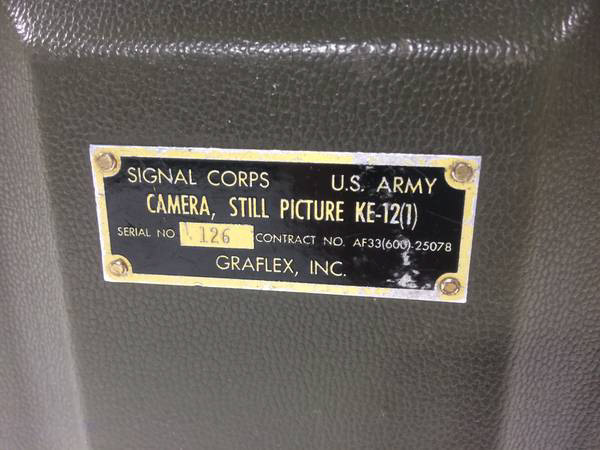 SIGNAL CORPS U.S. ARMY
CAMERA, STILL PICTURE KE-12(1)
SERIAL NO 126 CONTRACT NO. AF33(600)-25078
GRAFLEX, INC.